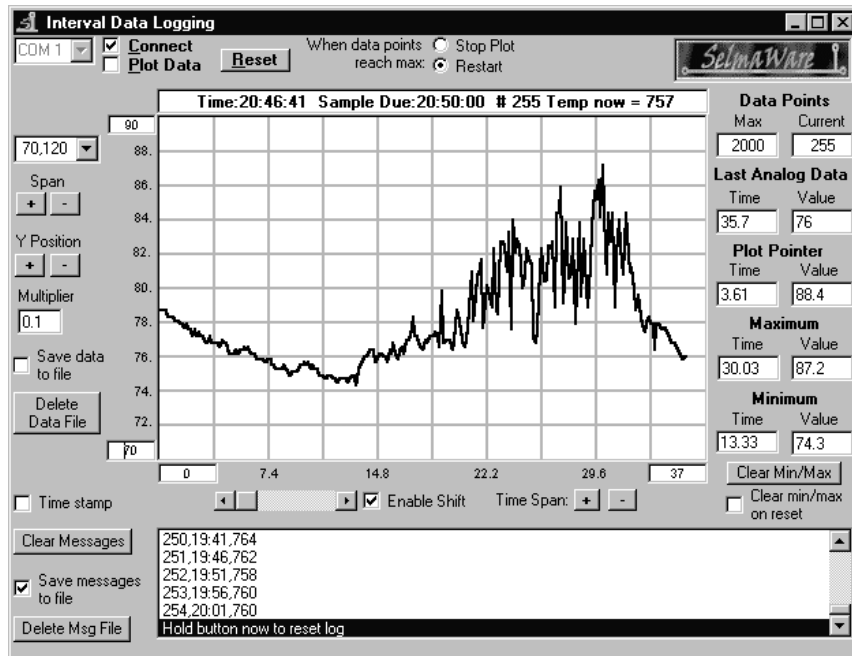 Interval Data Logging
COM 1
Connect
Plot Data
Reset
When data points
reach max:
Stop Plot
Restart
SelmaWare
Time:20:46:41 Sample Due:20:50:00 # 255 Temp now = 757
90
88.
86.
84.
82.
80.
78.
76.
74.
72.
70
0
7.4
14.8
22.2
29.6
37
70,120
Span
+ -
Y Position
+ -
Multiplier
0.1
Save data
to file
Delete
Data File
Data Points
Max Current
2000 255
Last Analog Data
Time Value
35.7 76
Plot Pointer
Time Value
3.61 88.4
Maximum
Time Value
30.03 87.2
Minimum
Time Value
13.33 74.3
Clear Min/Max
Clear min/max
on reset
Time stamp
Enable Shift
Time Span: + -
Clear Messages
Save messages
to file
Delete Msg File
250,19:41,764
251,19:46,762
252,19:51,758
253,19:56,760
254,20:01,760
Hold button now to reset log